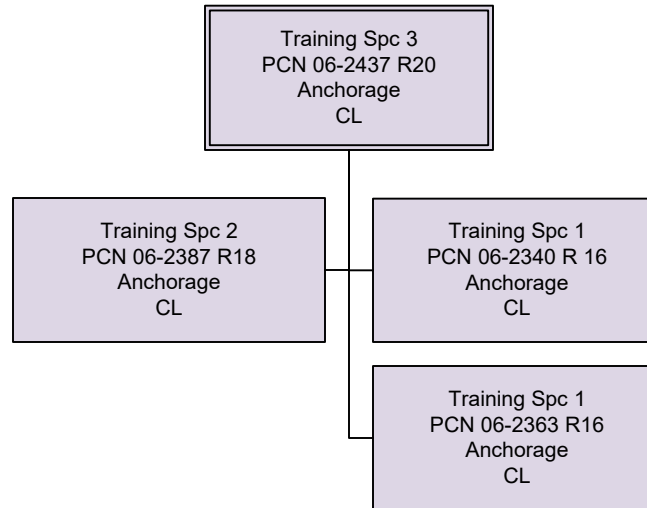 Training Spc 3
PCN 06-2437 R20
Anchorage
CL
Training Spc 2
PCN 06-2387 R18
Anchorage
CL
Training Spc 1
PCN 06-2340 R 16
Anchorage
CL
Training Spc 1
PCN 06-2363 R16
Anchorage
CL